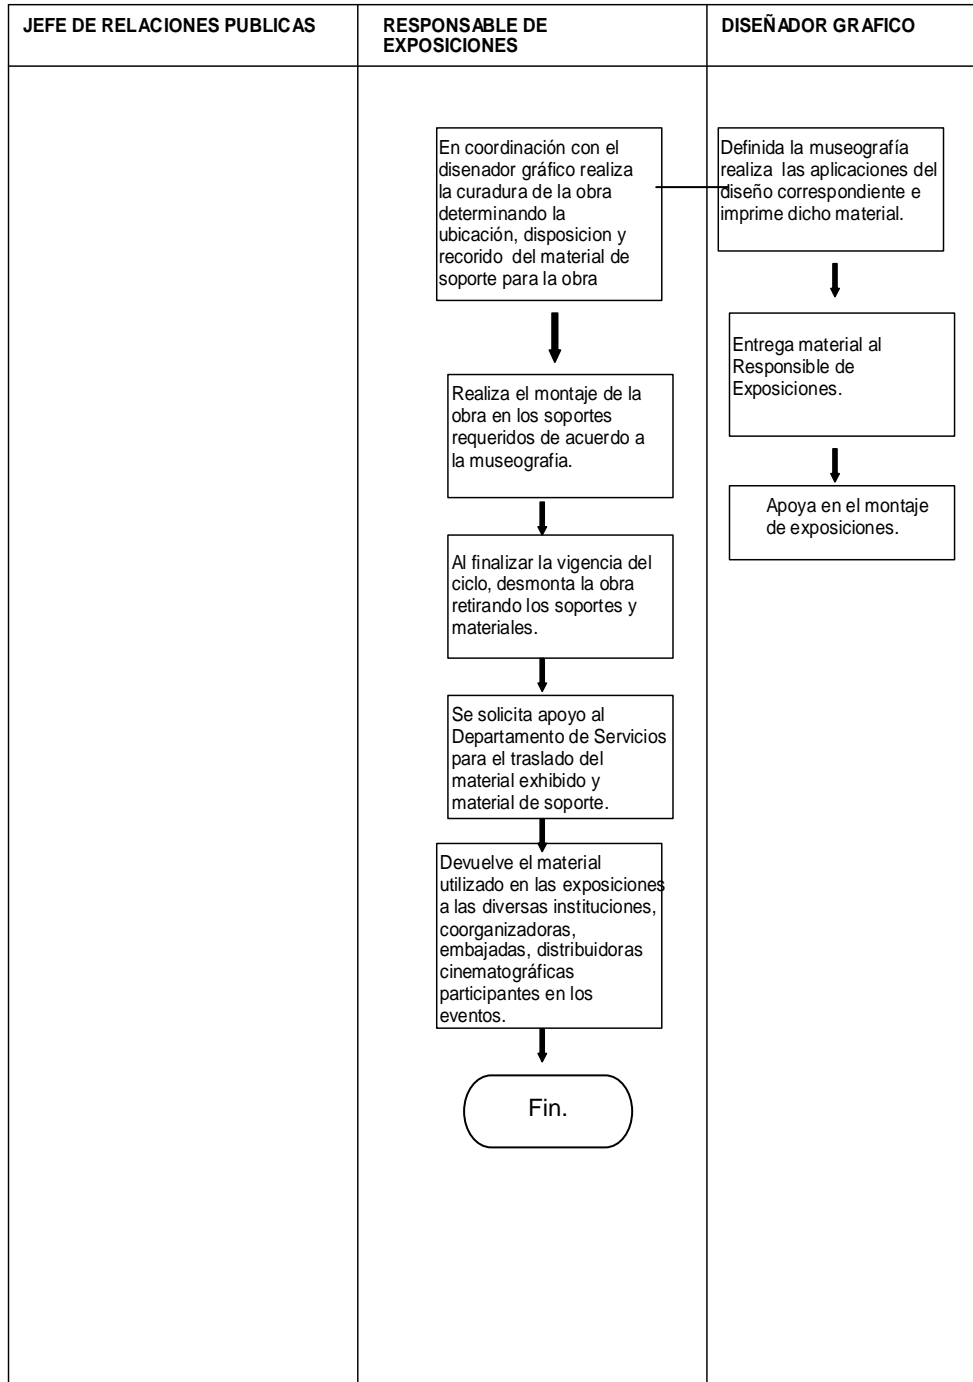 JEFE DE RELACIONES PUBLICAS
RESPONSABLE DE
EXPOSICIONES
DISEÑADOR GRAFICO
En coordinación con el
disenador gráfico realiza
la curadura de la obra
determinando la
ubicación, disposicion y
recorido del material de
soporte para la obra
Definida la museografía
realiza las aplicaciones del
diseño correspondiente e
imprime dicho material.
Entrega material al
Responsible de
Exposiciones.
Realiza el montaje de la
obra en los soportes
requeridos de acuerdo a
la museografia.
Apoya en el montaje
de exposiciones.
Al finalizar la vigencia del
ciclo, desmonta la obra
retirando los soportes y
materiales.
Se solicita apoyo al
Departamento de Servicios
para el traslado del
material exhibido y
material de soporte.
Devuelve el material
utilizado en las exposiciones
a las diversas instituciones,
coorganizadoras,
embajadas, distribuidoras
cinematográficas
participantes en los
eventos.
Fin.